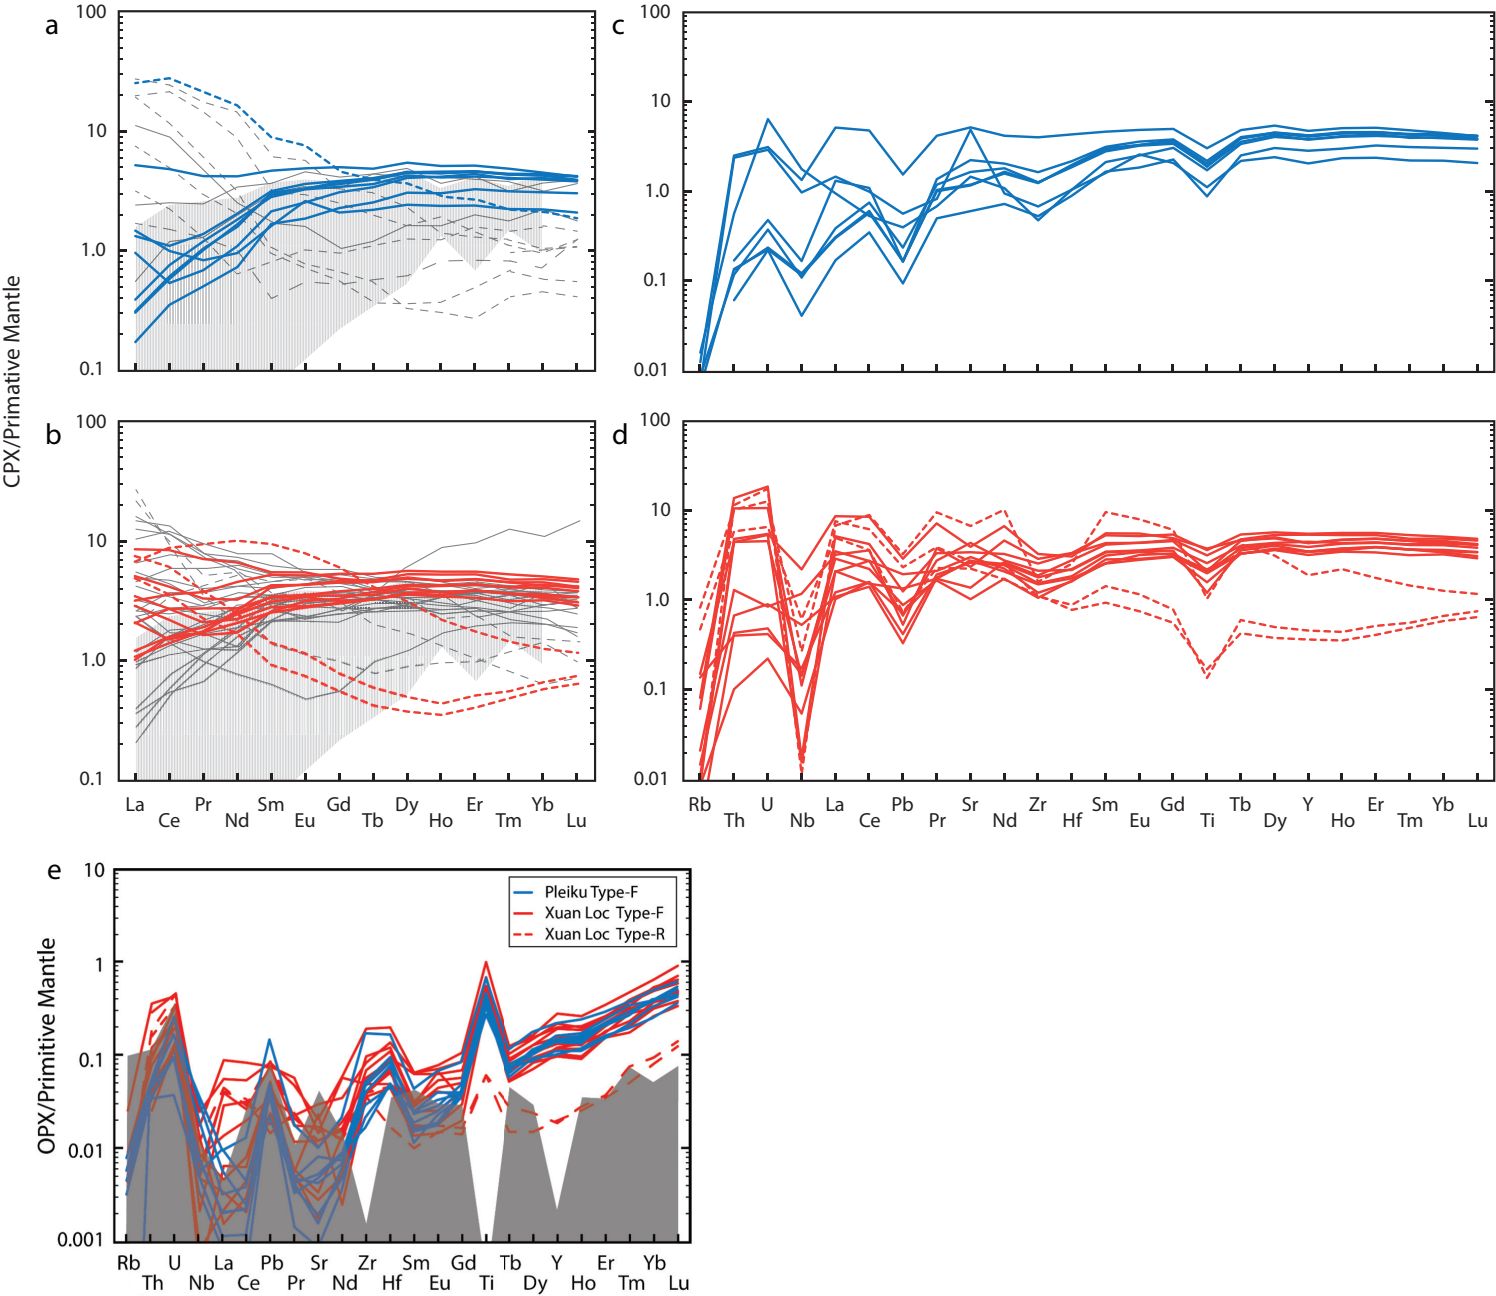 a
100
10
1.0
0.1
c
100
10
1.0
0.1
0.01
CPX/Primative Mantle
b
100
10
1.0
0.1
La Pr Sm Gd Dy Er Yb
Ce Nd Eu Tb Ho Tm Lu
d
100
10
1.0
0.1
0.01
Rb U La Pb Sr Zr Sm Gd Tb Y Er Yb
Th Nb Ce Pr Nd Hf Eu Ti Dy Ho Tm Lu
e
10
1
0.1
0.01
0.001
OPX/Primitive Mantle
Pleiku Type-F
Xuan Loc Type-F
Xuan Loc Type-R
Rb U La Pb Sr Zr Sm Gd Tb Y Er Yb
Th Nb Ce Pr Nd Hf Eu Ti Dy Ho Tm Lu